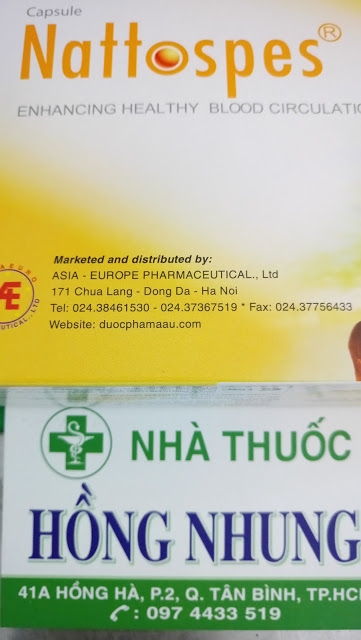 Capsule
Nattospes®
ENHANCING HEALTHY BLOOD CIRCULATIO
Marketed and distributed by:
ASIA - EUROPE PHARMACEUTICAL., Ltd
171 Chua Lang - Dong Da - Ha Noi
Tel: 024.38461530 - 024.37367519 * Fax: 024.37756433
Website: duocphamaau.com
NHÀ THUỐC
HỒNG NHUNG
41A HỒNG HÀ, P.2, Q. TÂN BÌNH, TP.HC
: 097 4433 519